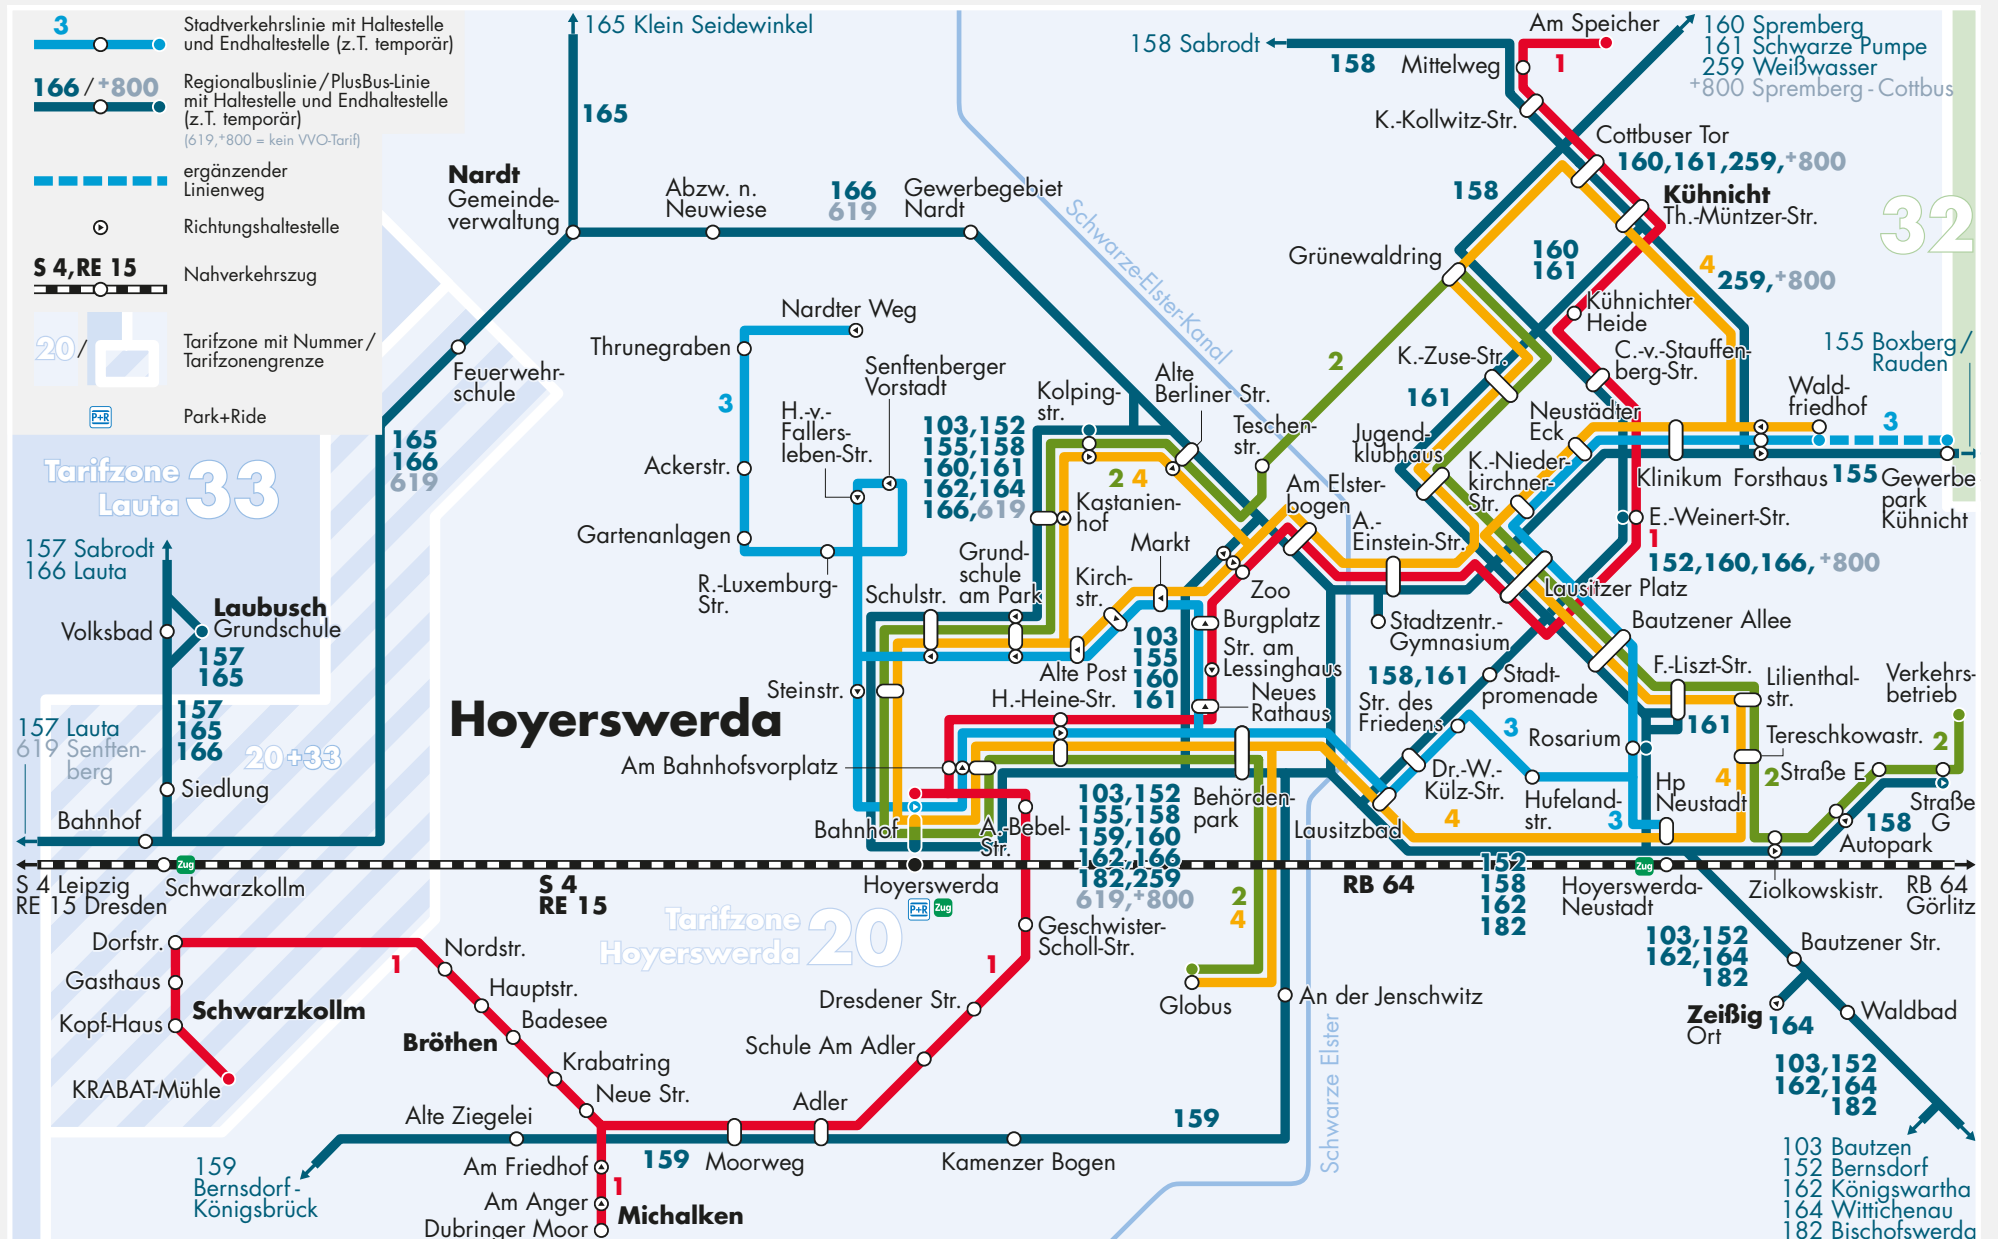 3
Stadtverkehrslinie mit Haltestelle
und Endhaltestelle (z.T. temporär)
166 / +800
Regionalbuslinie/PlusBus-Linie
mit Haltestelle und Endhaltestelle
(z.T. temporär)
(619,+800 = kein VVO-Tarif)
ergänzender
Linienweg
Richtungshaltestelle
S 4,RE 15
Nahverkehrszug
20/
Tarifzone mit Nummer/
Tarifzonengrenze
P+R
Park+Ride
165 Klein Seidewinkel
165
158 Sabrodt
158
Am Speicher
1
Mittelweg
K.-Kollwitz-Str.
160 Spremberg
161 Schwarze Pumpe
259 Weißwasser
+800 Spremberg-Cottbus
Cottbuser Tor
160,161,259,+800
Kühnicht
Th.-Müntzer-Str.
32
158
Nardt
Gemeinde-
verwaltung
Abzw. n.
Neuwiese
166
619
Gewerbegebiet
Nardt
Schwarze-Elster-Kanal
Grünewaldring
160
161
4
259,+800
Kühnichter
Heide
Nardter Weg
Thrunegraben
3
Ackerstr.
Gartenanlagen
R.-Luxemburg-
Str.
Senftenberger
Vorstadt
H.-v.-
Fallers-
leben-Str.
Feuerwehr-
schule
165
166
619
103,152
155,158
160,161
162,164
166,619
Kolping-
str.
Alte
Berliner Str.
Teschen-
str.
2
2 4
Kastanien-
hof
K.-Zuse-Str.
161
C.-v.-Stauffen-
berg-Str.
155 Boxberg/
Rauden
Wald-
friedhof
3
Neustädter
Eck
Jugend-
klubhaus
K.-Nieder-
kirchner-
Str.
Klinikum
Forsthaus
155
Gewerbe
park
Kühnicht
Am Elster-
bogen
A.-
Einstein-Str.
E.-Weinert-Str.
1
152,160,166,+800
Tarifzone
Lauta 33
157 Sabrodt
166 Lauta
Laubusch
Grundschule
Volksbad
157
165
157
165
166
157 Lauta
619 Senften-
berg
20+33
Siedlung
Bahnhof
Markt
Grund-
schule
am Park
Kirch-
str.
Schulstr.
Zoo
Burgplatz
Str. am
Lessinghaus
Neues
Rathaus
Alte Post
103
155
160
161
Steinstr.
H.-Heine-Str.
Hoyerswerda
Am Bahnhofsvorplatz
Bahnhof
A.-Bebel-
Str.
Stadtzentr.-
Gymnasium
Lausitzer Platz
Bautzener Allee
158,161
Stadt-
promenade
Str. des
Friedens
3
F.-Liszt-Str.
Lilienthal-
str.
Verkehrs-
betrieb
161
Rosarium
Tereschkowastr.
2
Dr.-W.-
Külz-Str.
Hufeland-
str.
Hp
Neustadt
4
2
Straße E
Straße
G
3
158
Autopark
4
103,152
155,158
159,160
162,166
182,259
619,+800
Behörden-
park
Lausitzbad
S 4 Leipzig
RE 15 Dresden
Zug
Schwarzkollm
S 4
RE 15
Hoyerswerda
P+R
Zug
RB 64
152
158
162
182
Zug
Hoyerswerda-
Neustadt
Ziolkowskistr.
RB 64
Görlitz
Tarifzone
Hoyerswerda 20
2
4
Globus
An der Jenschwitz
Schwarze Elster
Geschwister-
Scholl-Str.
1
Dresdener Str.
Schule Am Adler
Adler
Dorfstr.
Gasthaus
Kopf-Haus
Schwarzkollm
KRABAT-Mühle
1
Nordstr.
Hauptstr.
Badesee
Bröthen
Krabatring
Neue Str.
Alte Ziegelei
159
Moorweg
Kamenzer Bogen
159
159
Bernsdorf-
Königsbrück
Am Friedhof
1
Am Anger
Michalken
Dubringer Moor
103,152
162,164
182
Bautzener Str.
Zeißig
Ort
164
Waldbad
103,152
162,164
182
103 Bautzen
152 Bernsdorf
162 Königswartha
164 Wittichenau
182 Bischofswerda